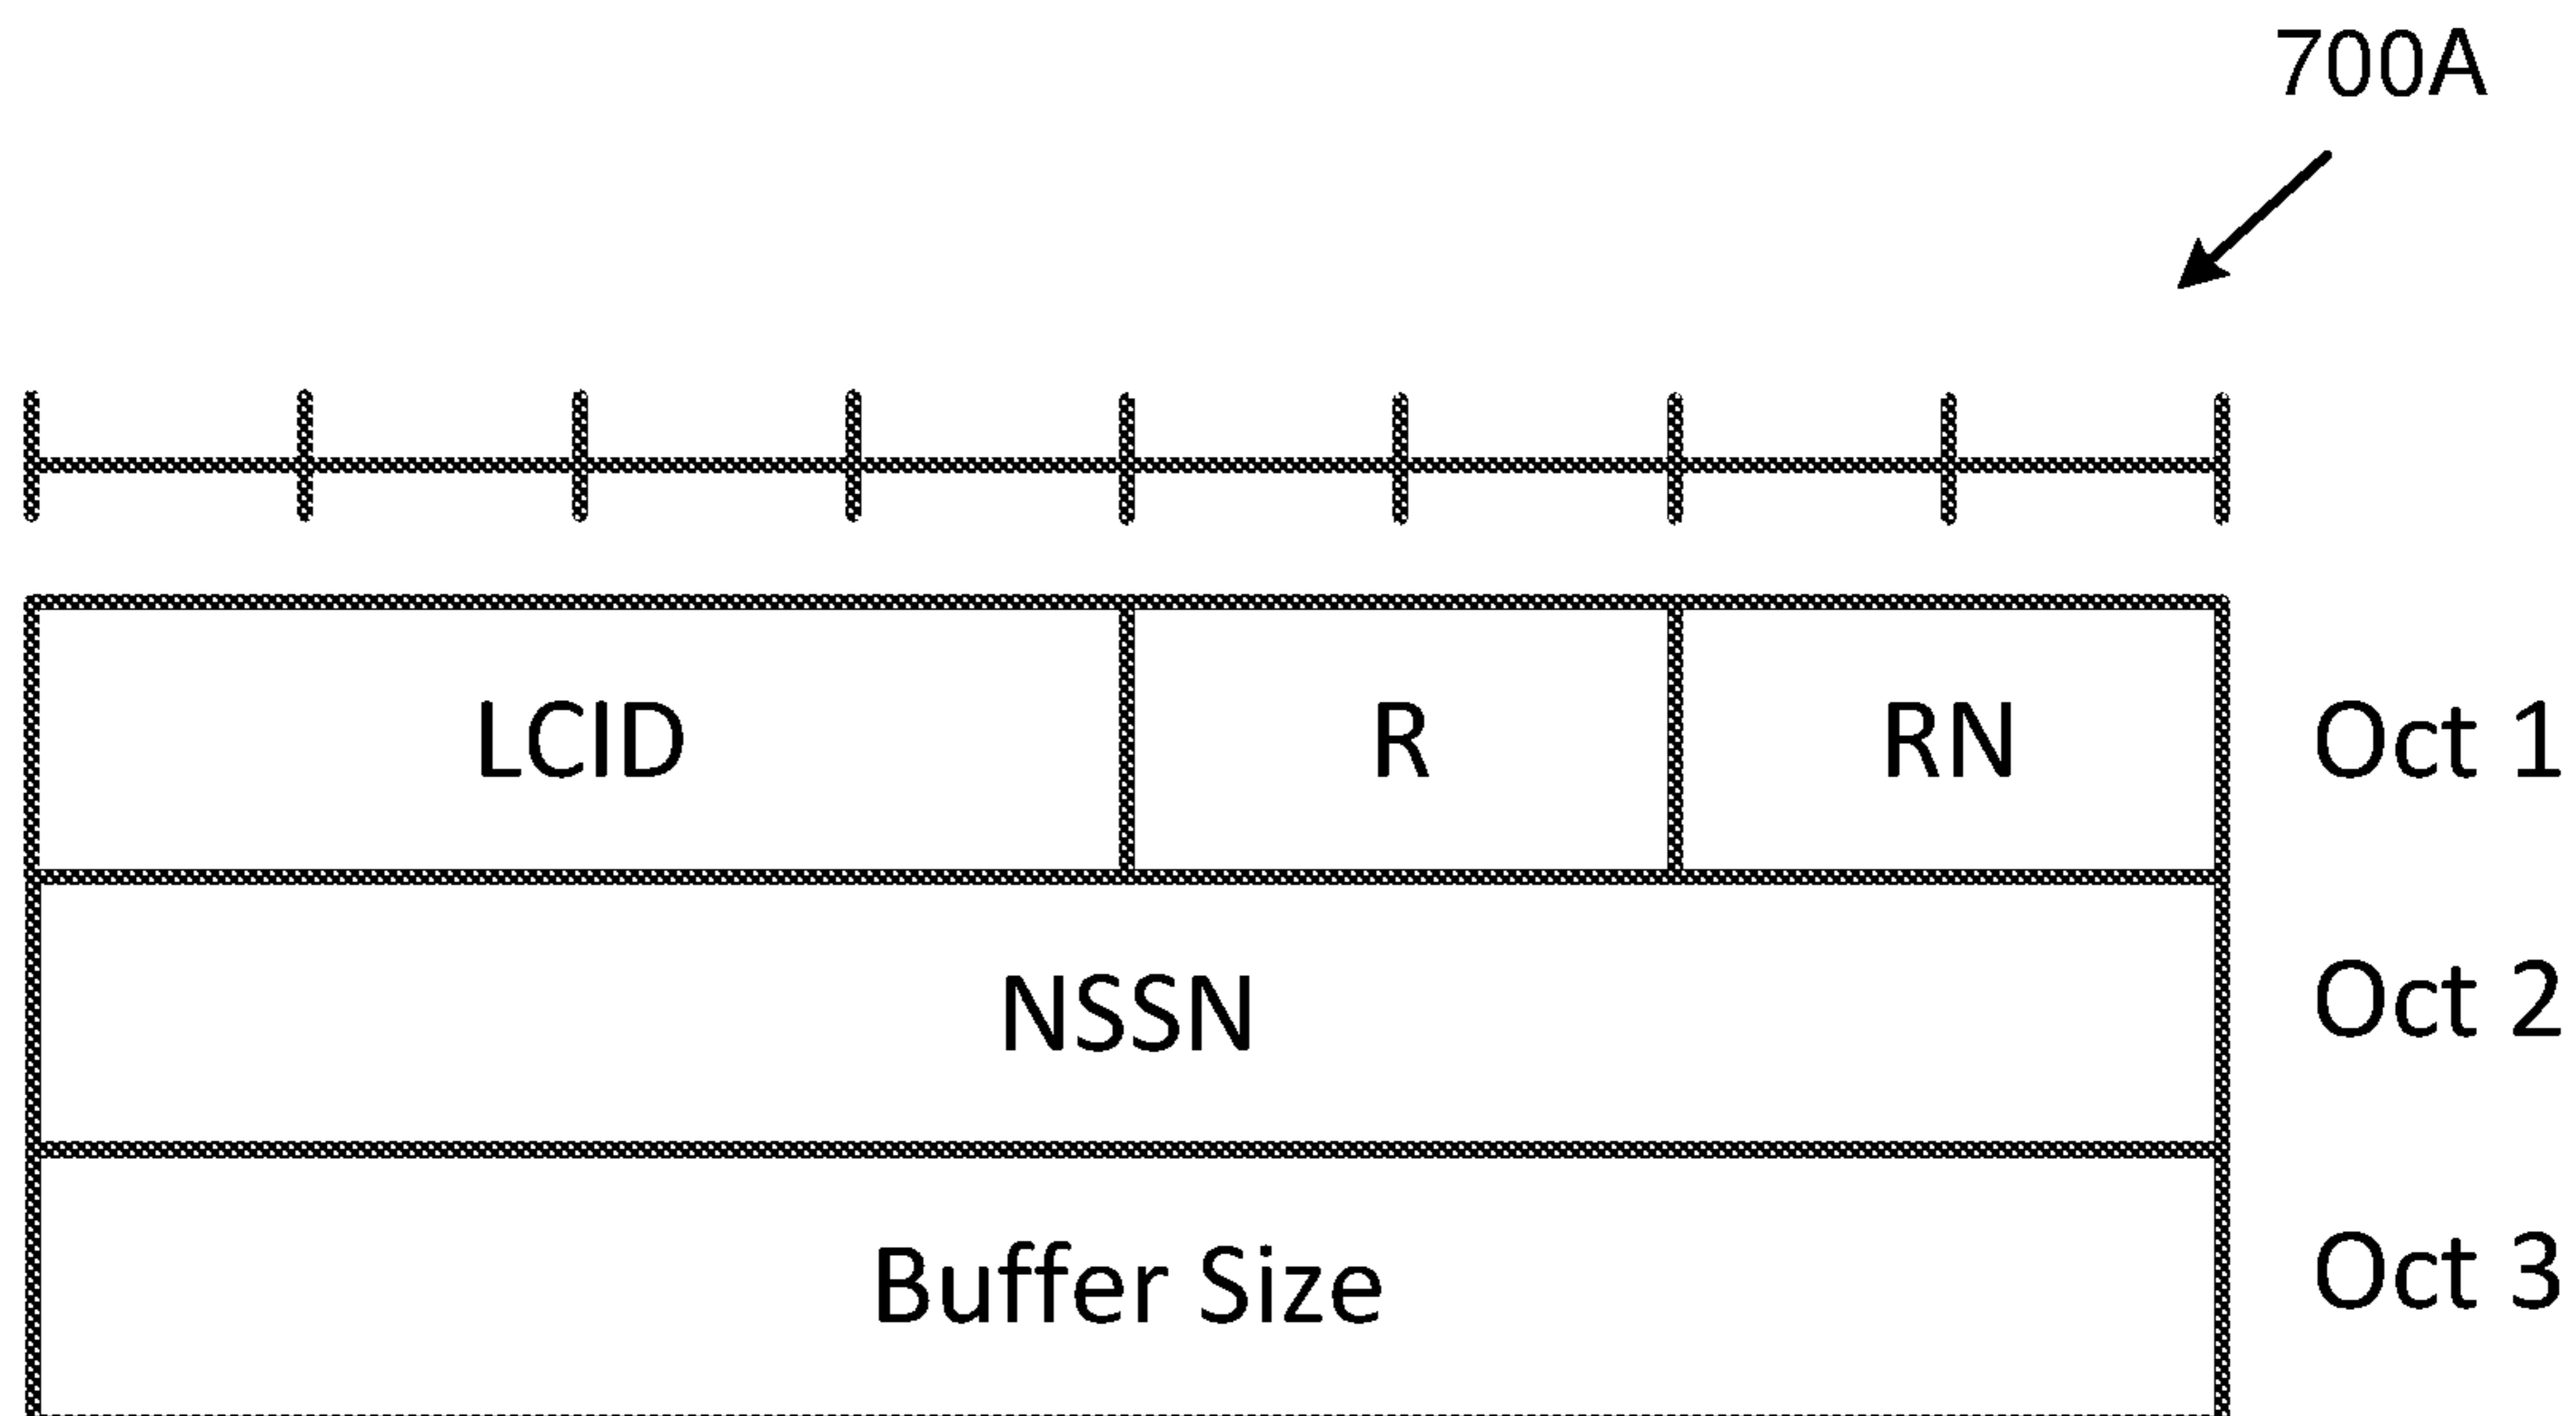 700A
LCID R RN Oct 1
NSSN Oct 2
Buffer Size Oct 3